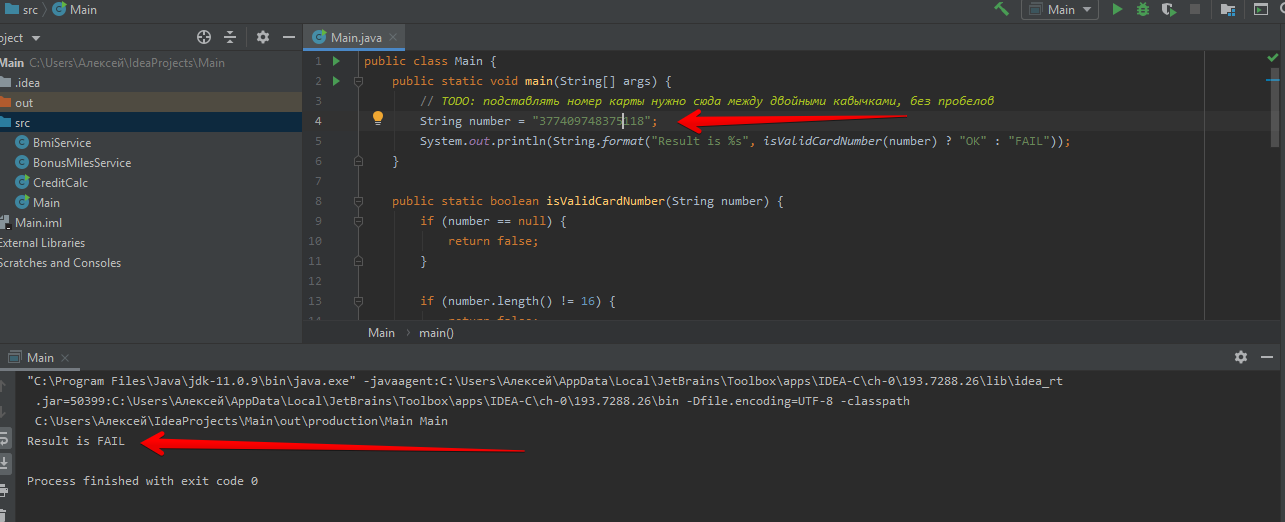 src Main
Main
ject
Main.java
Main C:\Users\Алексей\IdeaProjects\Main
.idea
out
src
BmiService
BonusMilesService
CreditCalc
Main
Main.iml
External Libraries
Scratches and Consoles
1 public class Main {
2 public static void main(String[] args) {
3 // TODO: подставлять номер карты нужно сюда между двойными кавычками, без пробелов
4 String number = "377409748375118";
5 System.out.println(String.format("Result is %s", isValidCardNumber(number) ? "OK" : "FAIL"));
6 }
7
8 public static boolean isValidCardNumber(String number) {
9 if (number == null) {
10 return false;
11 }
12
13 if (number.length() != 16) {
14 return false;
Main main()
Main
"C:\Program Files\Java\jdk-11.0.9\bin\java.exe" -javaagent:C:\Users\Алексей\AppData\Local\JetBrains\Toolbox\apps\IDEA-C\ch-0\193.7288.26\lib\idea_rt
.jar=50399:C:\Users\Алексей\AppData\Local\JetBrains\Toolbox\apps\IDEA-C\ch-0\193.7288.26\bin -Dfile.encoding=UTF-8 -classpath
C:\Users\Алексей\IdeaProjects\Main\out\production\Main Main
Result is FAIL
Process finished with exit code 0